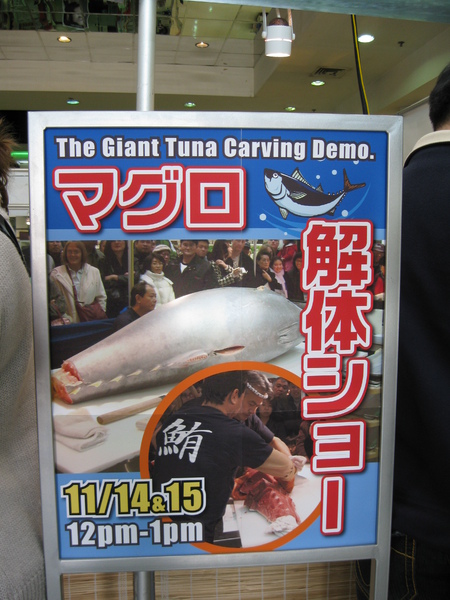 The Giant Tuna Carving Demo.
マグロ
解体ショー
鮪
11/14&15
12pm-1pm